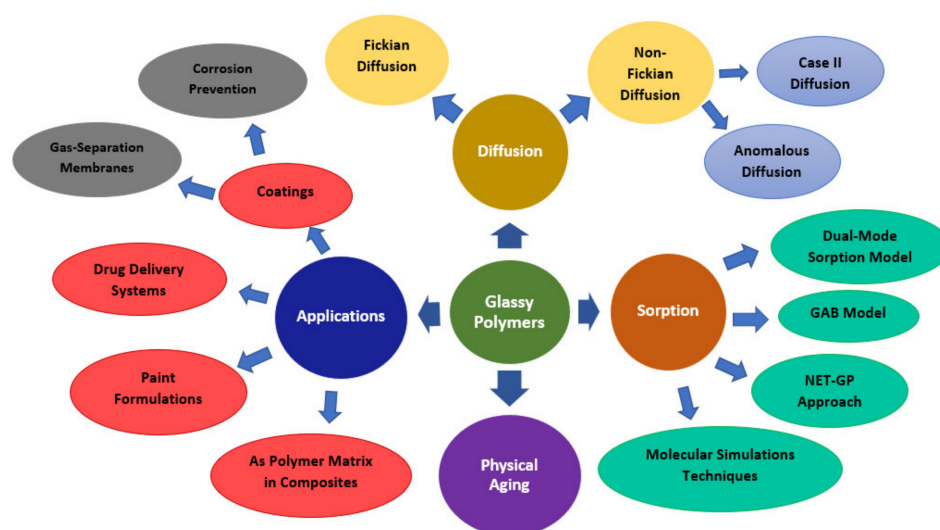 Fickian
Diffusion
Non-
Fickian
Diffusion
Case II
Diffusion
Corrosion
Prevention
Gas-Separation
Membranes
Diffusion
Anomalous
Diffusion
Coatings
Dual-Mode
Sorption Model
Drug Delivery
Systems
Applications
Glassy
Polymers
Sorption
GAB Model
Paint
Formulations
NET-GP
Approach
As Polymer Matrix
in Composites
Physical
Aging
Molecular Simulations
Techniques